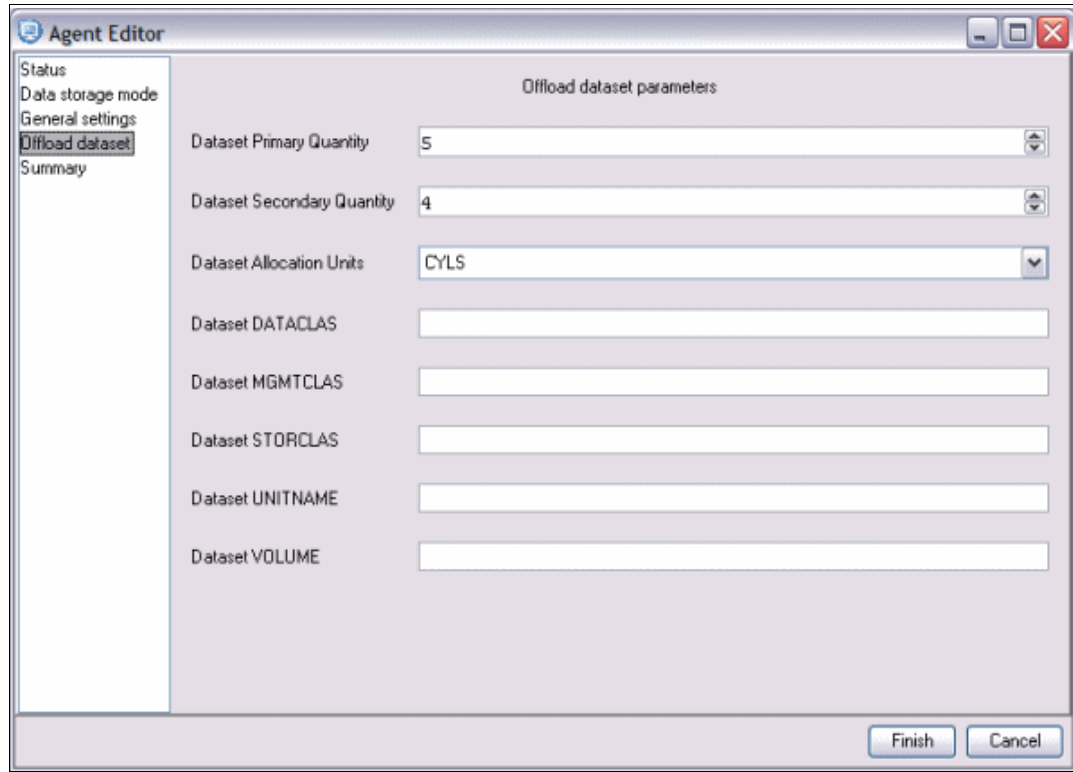 Agent Editor
Status
Data storage mode
General settings
Offload dataset
Summary
Offload dataset parameters
Dataset Primary Quantity 5
Dataset Secondary Quantity 4
Dataset Allocation Units CYLS
Dataset DATACLAS
Dataset MGMTCLAS
Dataset STORCLAS
Dataset UNITNAME
Dataset VOLUME
Finish Cancel